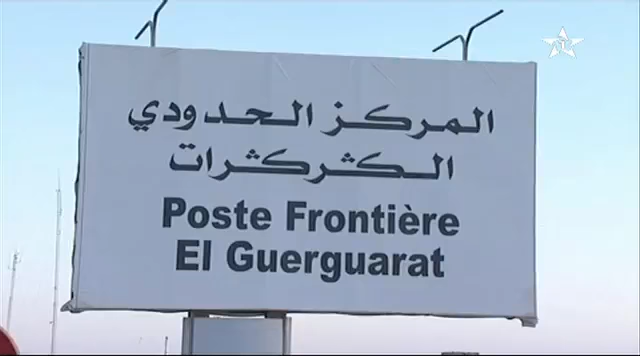 المركز الحدودي
الكركرات
Poste Frontière
El Guerguarat